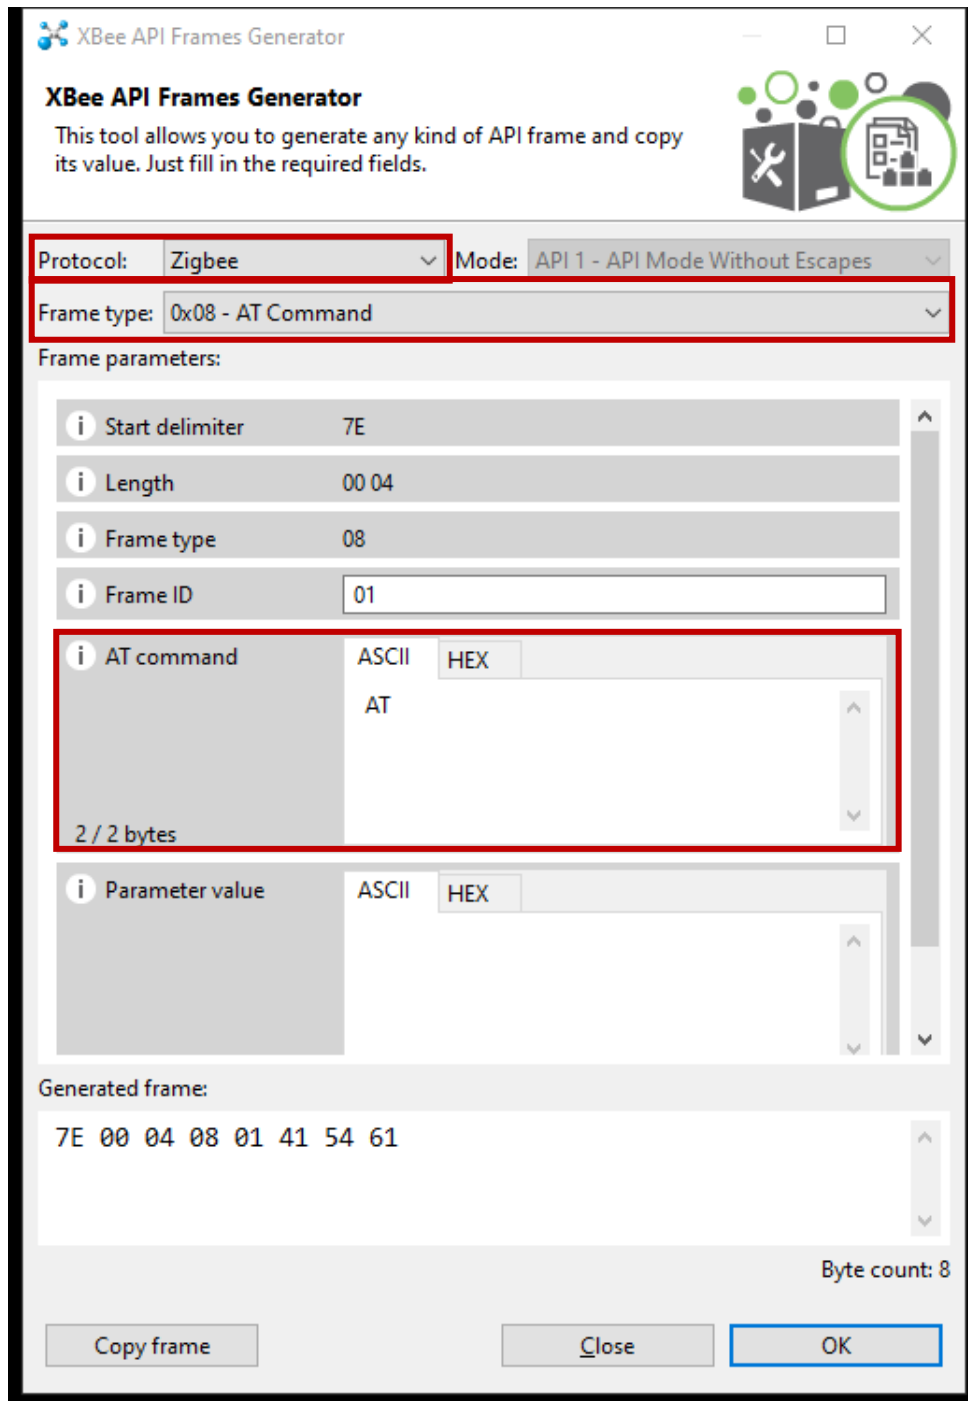 XBee API Frames Generator
XBee API Frames Generator
This tool allows you to generate any kind of API frame and copy
its value. Just fill in the required fields.
Protocol: Zigbee Mode: API 1 - API Mode Without Escapes
Frame type: 0x08 - AT Command
Frame parameters:
i Start delimiter 7E
i Length 00 04
i Frame type 08
i Frame ID 01
i AT command ASCII HEX
AT
2 / 2 bytes
i Parameter value ASCII HEX
Generated frame:
7E 00 04 08 01 41 54 61
Byte count: 8
Copy frame Close OK